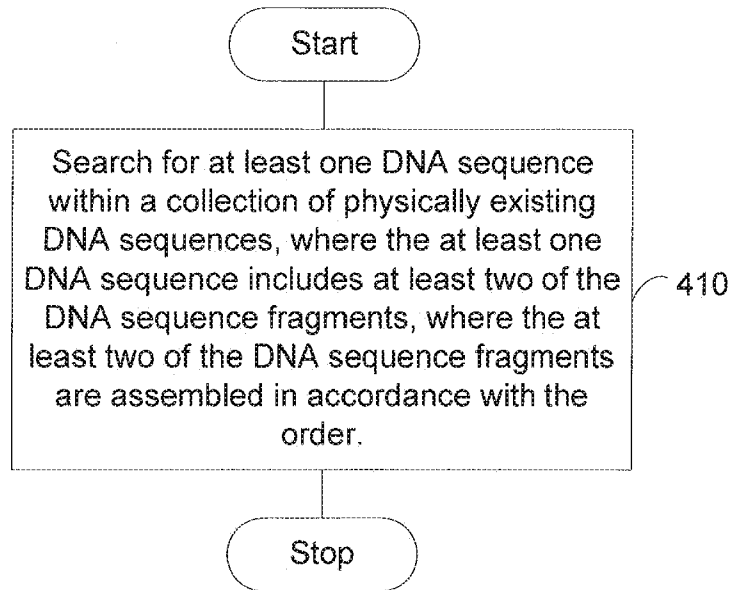 Start
Search for at least one DNA sequence
within a collection of physically existing
DNA sequences, where the at least one
DNA sequence includes at least two of the
DNA sequence fragments, where the at
least two of the DNA sequence fragments
are assembled in accordance with the
order.
410
Stop